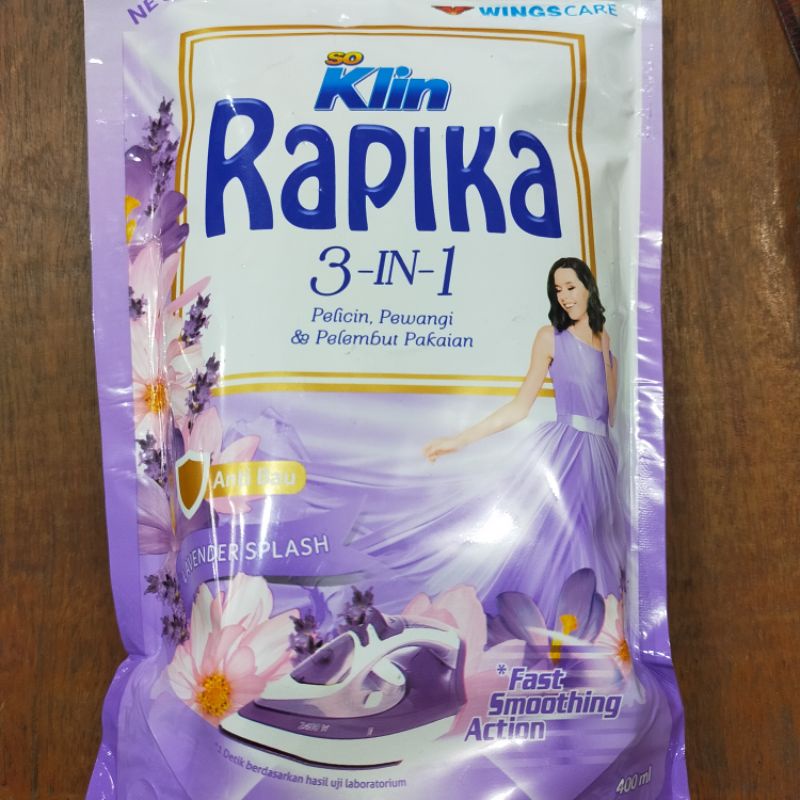 WINGSCARE
SO
Klin
Rapika
3-IN-1
Pelicin, Pewangi
& Pelembut Pakaian
Anti Bau
LAVENDER SPLASH
*Fast
Smoothing
Action
Detik berdasarkan hasil uji laboratorium
400 ml